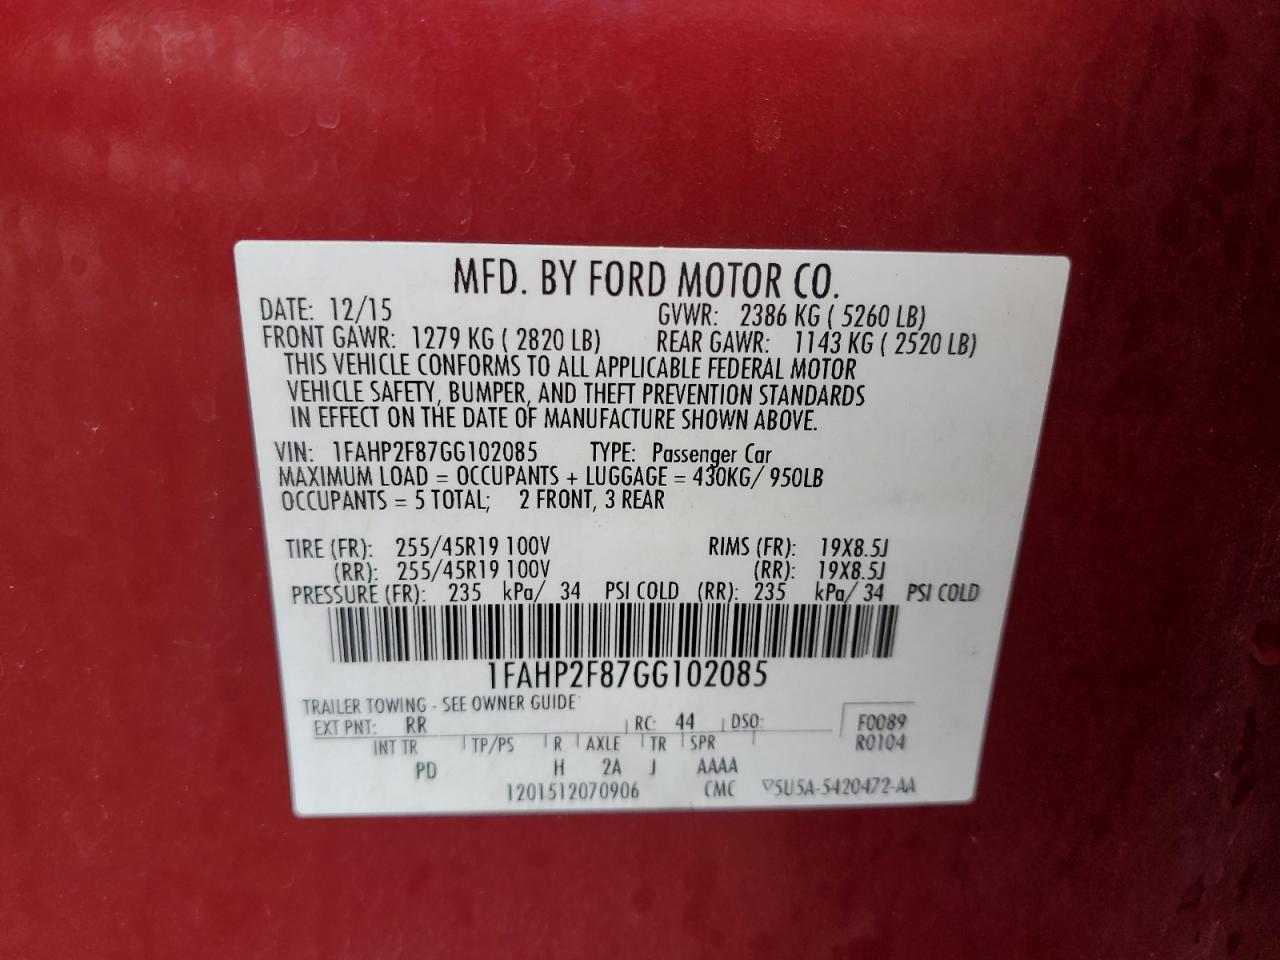 MFD. BY FORD MOTOR CO.
DATE: 12/15 GVWR: 2386 KG ( 5260 LB)
FRONT GAWR: 1279 KG ( 2820 LB) REAR GAWR: 1143 KG ( 2520 LB)
THIS VEHICLE CONFORMS TO ALL APPLICABLE FEDERAL MOTOR
VEHICLE SAFETY, BUMPER, AND THEFT PREVENTION STANDARDS
IN EFFECT ON THE DATE OF MANUFACTURE SHOWN ABOVE.
VIN: 1FAHP2F87GG102085 TYPE: Passenger Car
MAXIMUM LOAD = OCCUPANTS + LUGGAGE = 430KG/ 950LB
OCCUPANTS = 5 TOTAL; 2 FRONT, 3 REAR
TIRE (FR): 255/45R19 100V RIMS (FR): 19X8.5J
(RR): 255/45R19 100V (RR): 19X8.5J
PRESSURE (FR): 235 kPa/ 34 PSI COLD (RR): 235 kPa/ 34 PSI COLD
1FAHP2F87GG102085
TRAILER TOWING - SEE OWNER GUIDE
EXT PNT: RR RC: 44 DSO: F0089
INT TR TP/PS R AXLE TR SPR R0104
PD H 2A J AAAA
1201512070906 CMC ▽5U5A-5420472-AA